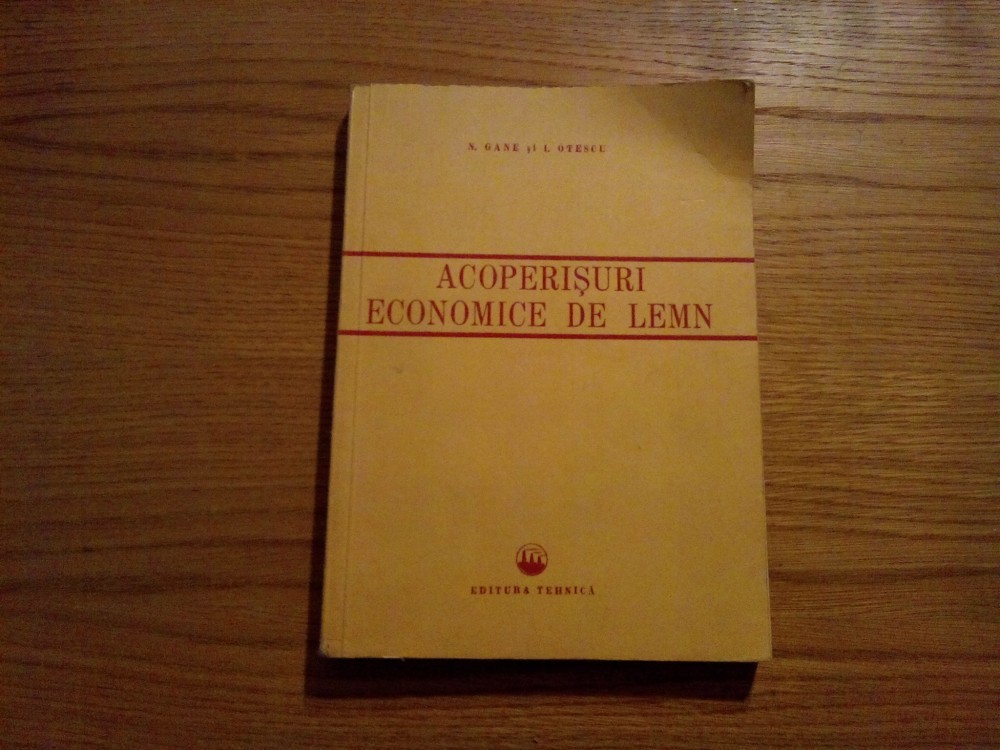 N. GANE și I. OTESCU
ACOPERIȘURI
ECONOMICE DE LEMN
EDITURA TEHNICĂ